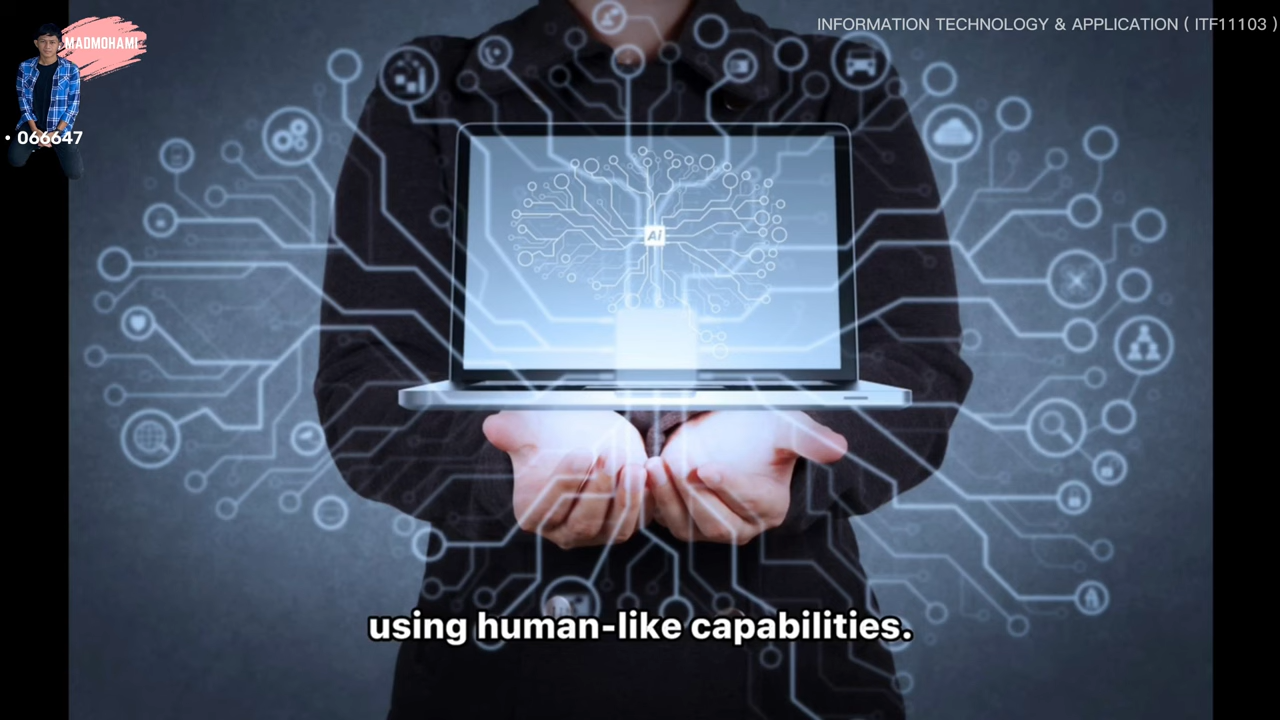 INFORMATION TECHNOLOGY & APPLICATION ( ITF11103 )
MADMOHAMI
• 066647
Ai
using human-like capabilities.